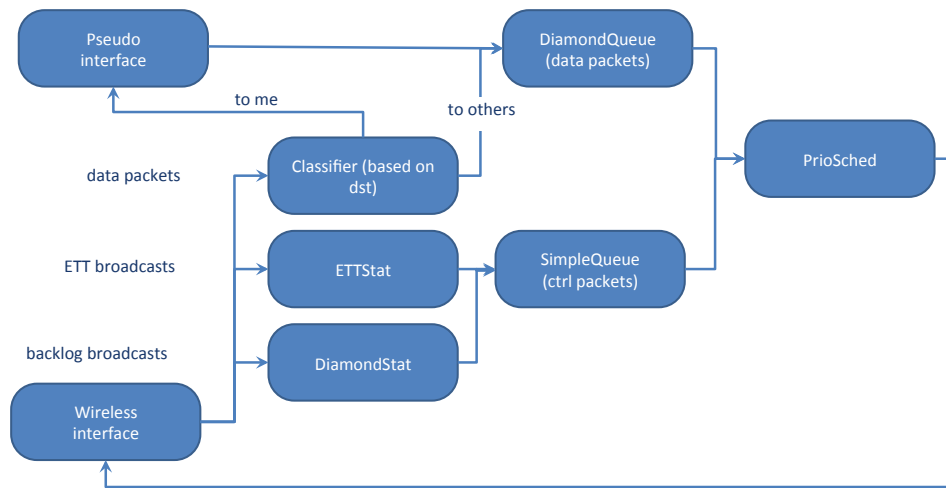 Pseudo
interface
DiamondQueue
(data packets)
to me
to others
Classifier (based on
dst)
PrioSched
data packets
ETT broadcasts
ETTStat
SimpleQueue
(ctrl packets)
backlog broadcasts
DiamondStat
Wireless
interface